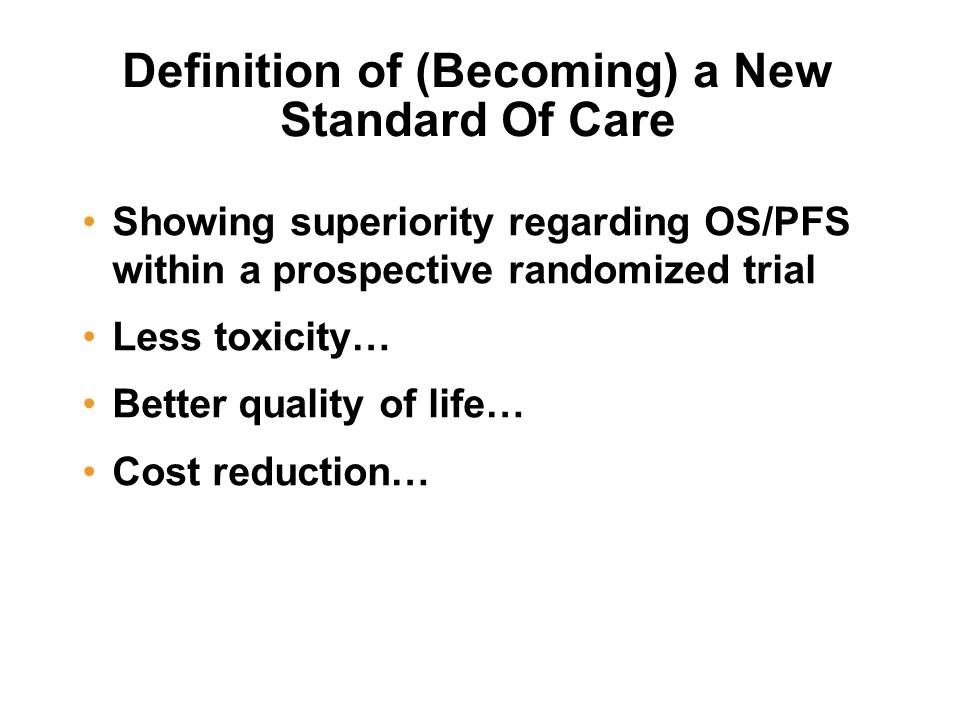 Definition of (Becoming) a New
Standard Of Care
• Showing superiority regarding OS/PFS
within a prospective randomized trial
• Less toxicity…
• Better quality of life…
• Cost reduction…